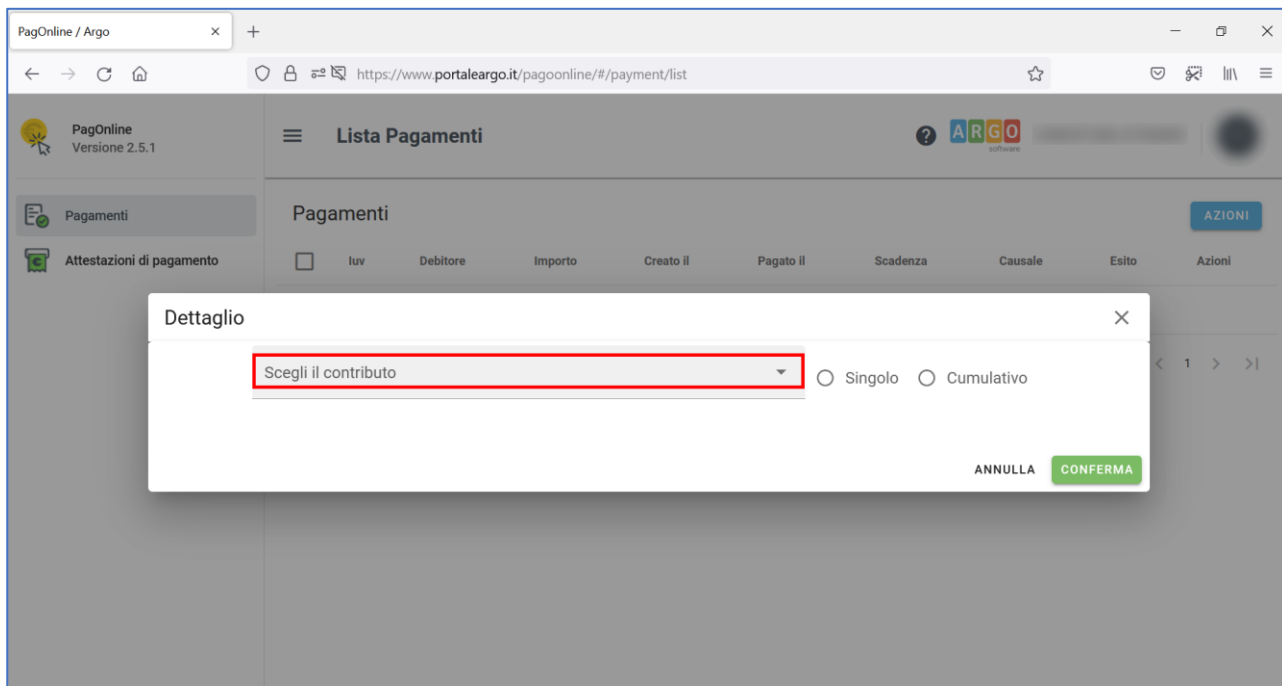 PagOnline / Argo
https://www.portaleargo.it/pagoonline/#/payment/list
PagOnline
Versione 2.5.1
Lista Pagamenti
ARGO
software
Pagamenti
Attestazioni di pagamento
Pagamenti
AZIONI
Iuv Debitore Importo Creato il Pagato il Scadenza Causale Esito Azioni
Dettaglio
Scegli il contributo
Singolo Cumulativo
1
ANNULLA CONFERMA